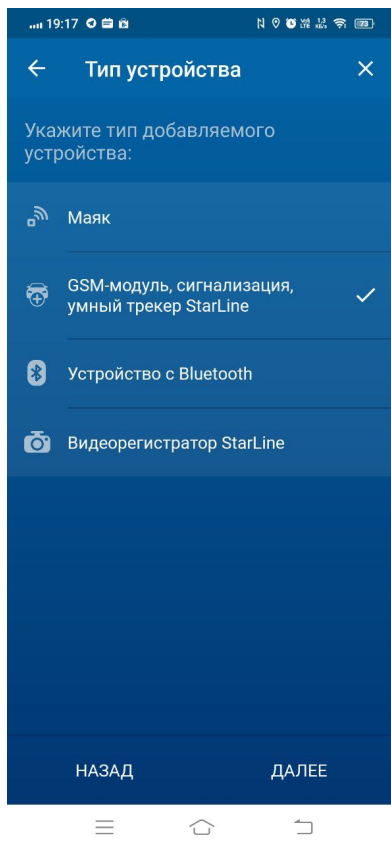 19:17
Тип устройства
Укажите тип добавляемого
устройства:
Маяк
GSM-модуль, сигнализация,
умный трекер StarLine
Устройство с Bluetooth
Видеорегистратор StarLine
НАЗАД
ДАЛЕЕ